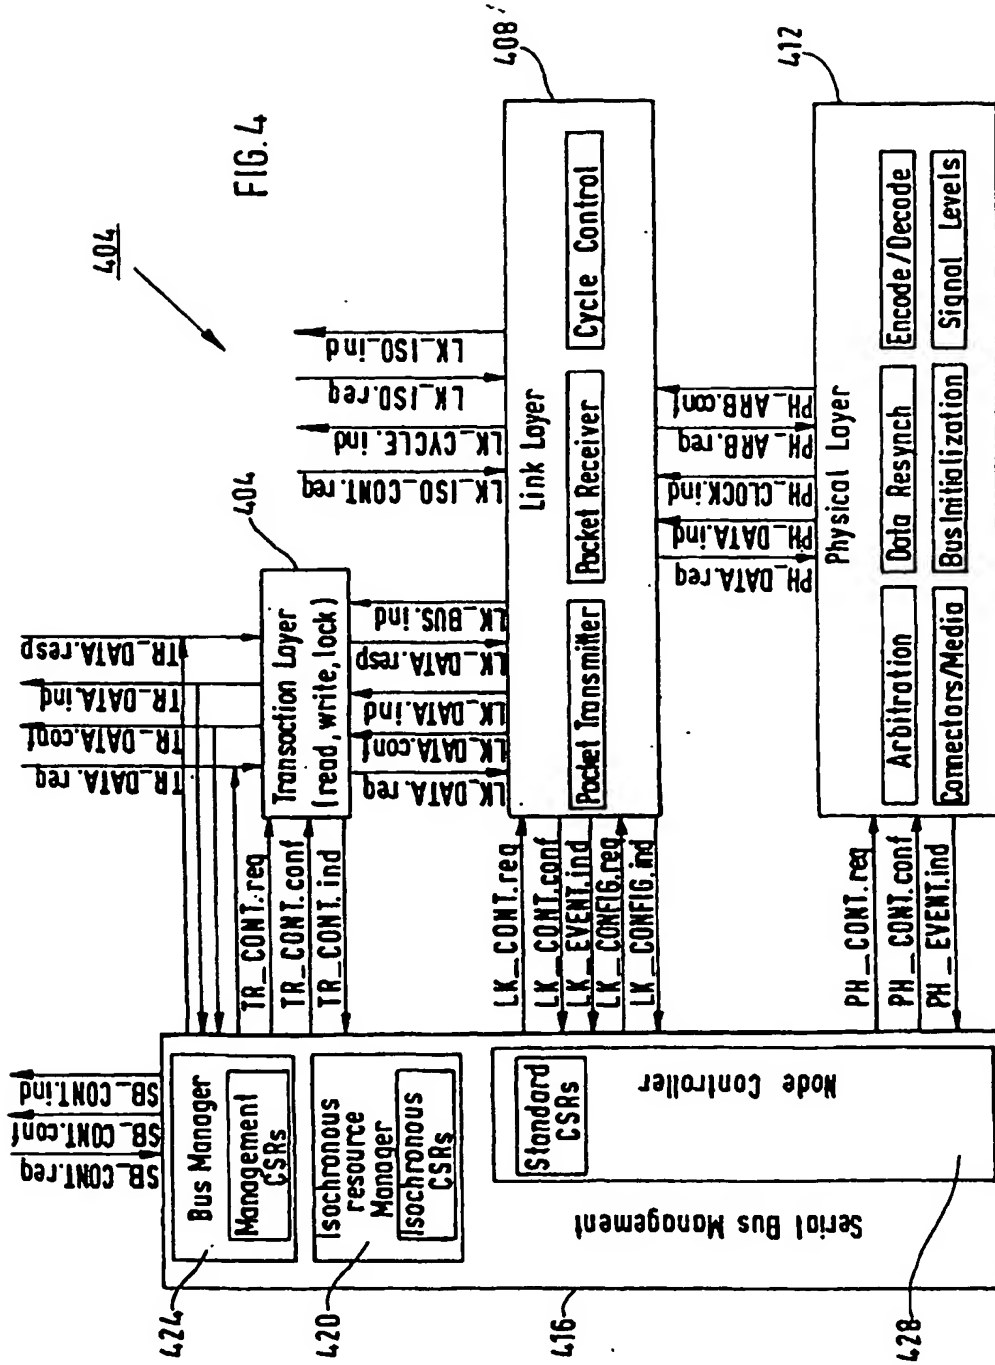 FIG. 4
404
SB_CONT.req
SB_CONT.conf
SB_CONT.ind
TR_DATA.req
TR_DATA.conf
TR_DATA.ind
TR_DATA.resp
424
Bus Manager
Management
CSRs
TR_CONT.req
TR_CONT.conf
TR_CONT.ind
Transaction Layer
(read, write, lock)
404
420
Isochronous
resource
Manager
Isochronous
CSRs
LK_DATA.req
LK_DATA.conf
LK_DATA.ind
LK_DATA.resp
LK_BUS.ind
LK_ISO_CONT.req
LK_CYCLE.ind
LK_ISO.req
LK_ISO.ind
416
Serial Bus Management
Standard
CSRs
Node Controller
428
LK_CONT.req
LK_CONT.conf
LK_EVENT.ind
LK_CONFIG.req
LK_CONFIG.ind
Link Layer
Packet Transmitter
Packet Receiver
Cycle Control
408
PH_DATA.req
PH_DATA.ind
PH_CLOCK.ind
PH_ARB.req
PH_ARB.conf
PH_CONT.req
PH_CONT.conf
PH_EVENT.ind
Physical Layer
Arbitration
Data Resynch
Encode/Decode
Connectors/Media
Bus Initialization
Signal Levels
412